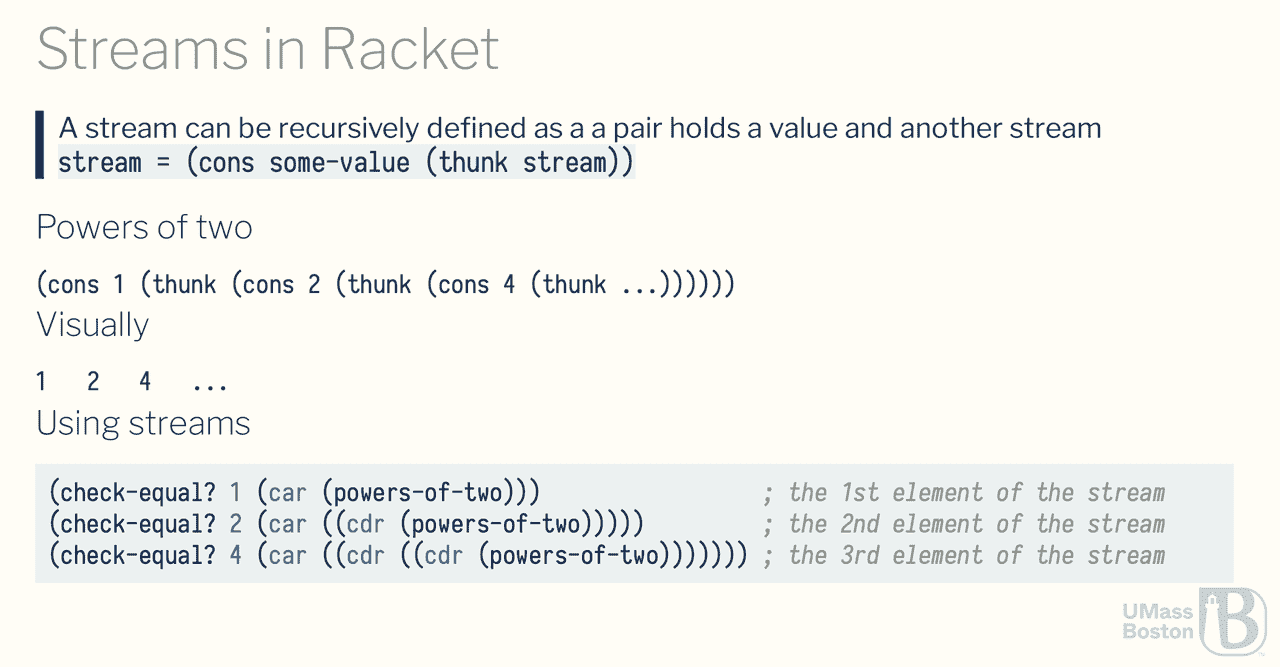 Streams in Racket
A stream can be recursively defined as a a pair holds a value and another stream
stream = (cons some-value (thunk stream))
Powers of two
(cons 1 (thunk (cons 2 (thunk (cons 4 (thunk ...))))))
Visually
1 2 4 ...
Using streams
(check-equal? 1 (car (powers-of-two))) ; the 1st element of the stream
(check-equal? 2 (car ((cdr (powers-of-two))))) ; the 2nd element of the stream
(check-equal? 4 (car ((cdr ((cdr (powers-of-two))))))) ; the 3rd element of the stream
UMass
Boston
B